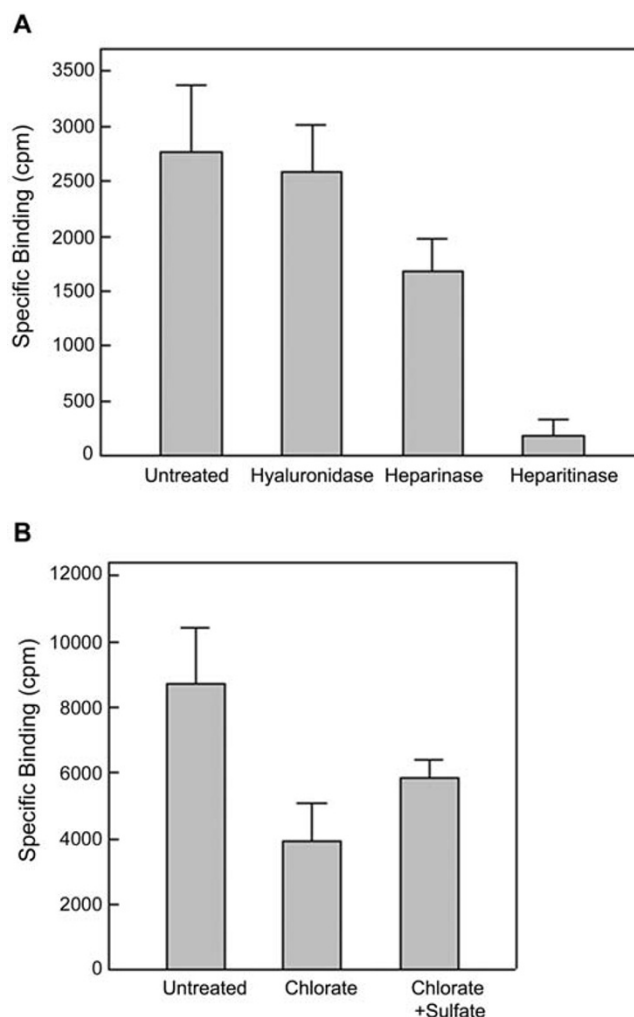 A
Specific Binding (cpm)
3500
3000
2500
2000
1500
1000
500
0
Untreated Hyaluronidase Heparinase Heparitinase
B
Specific Binding (cpm)
12000
10000
8000
6000
4000
2000
0
Untreated Chlorate Chlorate
+Sulfate